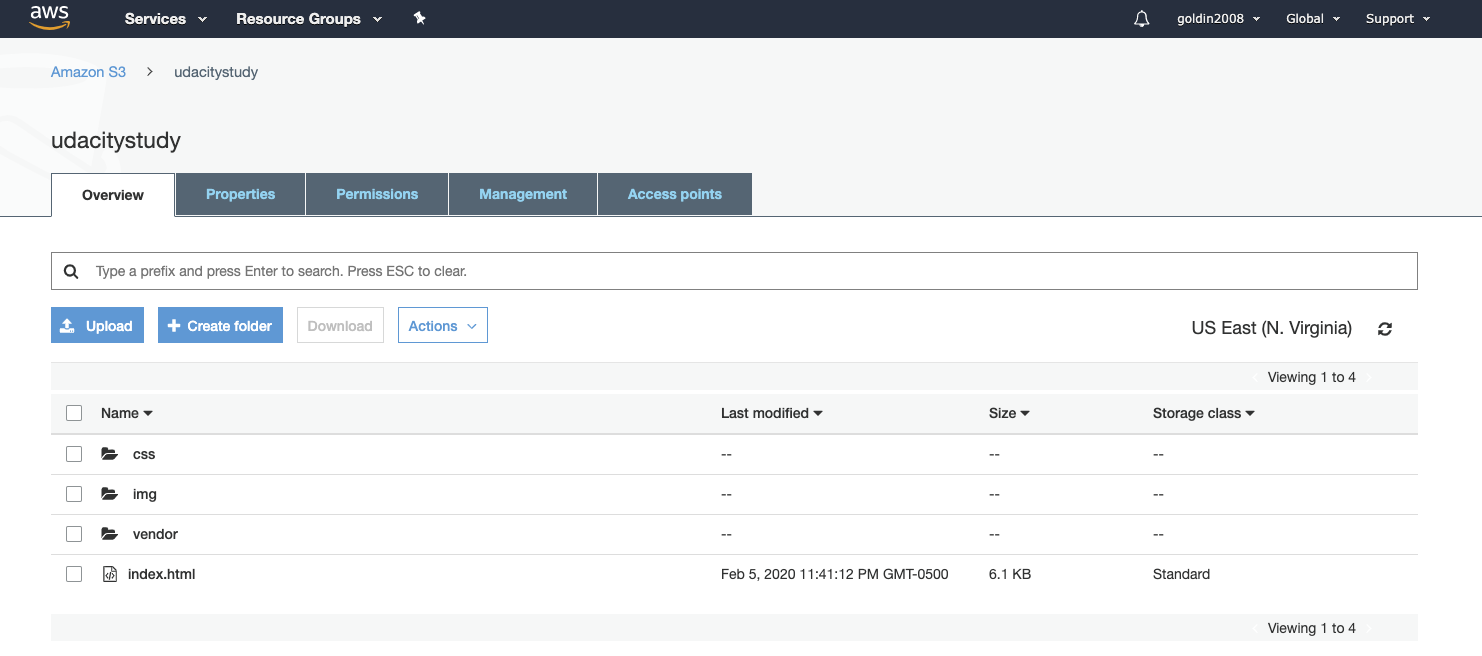 aws Services Resource Groups goldin2008 Global Support
Amazon S3 > udacitystudy
udacitystudy
Overview Properties Permissions Management Access points
Type a prefix and press Enter to search. Press ESC to clear.
Upload + Create folder Download Actions US East (N. Virginia)
Viewing 1 to 4
Name Last modified Size Storage class
css -- -- --
img -- -- --
vendor -- -- --
index.html Feb 5, 2020 11:41:12 PM GMT-0500 6.1 KB Standard
Viewing 1 to 4